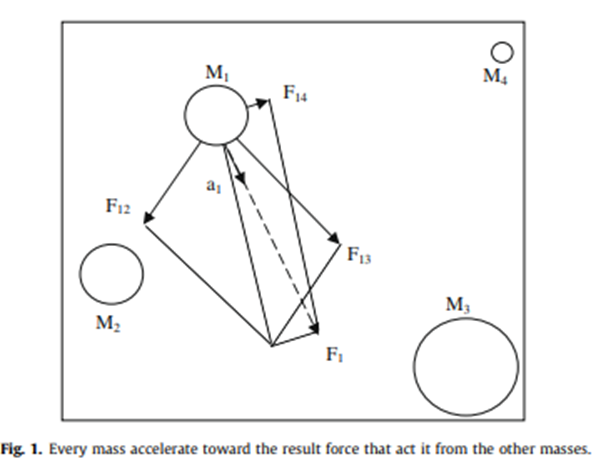 M₁
M₄
F₁₄
a₁
F₁₂
F₁₃
M₃
M₂
F₁
Fig. 1. Every mass accelerate toward the result force that act it from the other masses.